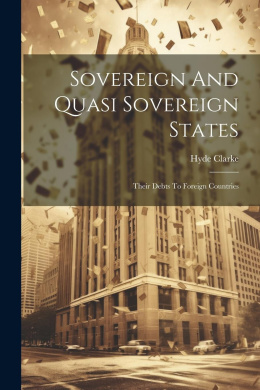 Sovereign And
Quasi Sovereign
States
Hyde Clarke
Their Debts To Foreign Countries